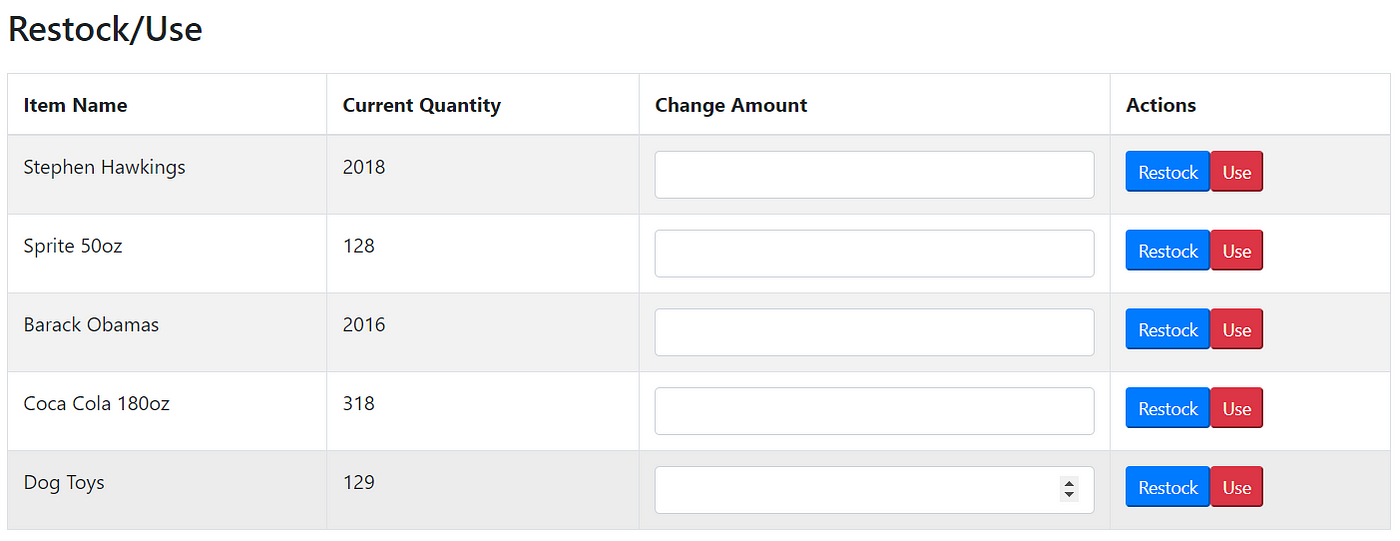 Restock/Use
Item Name Current Quantity Change Amount Actions
Stephen Hawkings 2018 Restock Use
Sprite 50oz 128 Restock Use
Barack Obamas 2016 Restock Use
Coca Cola 180oz 318 Restock Use
Dog Toys 129 Restock Use